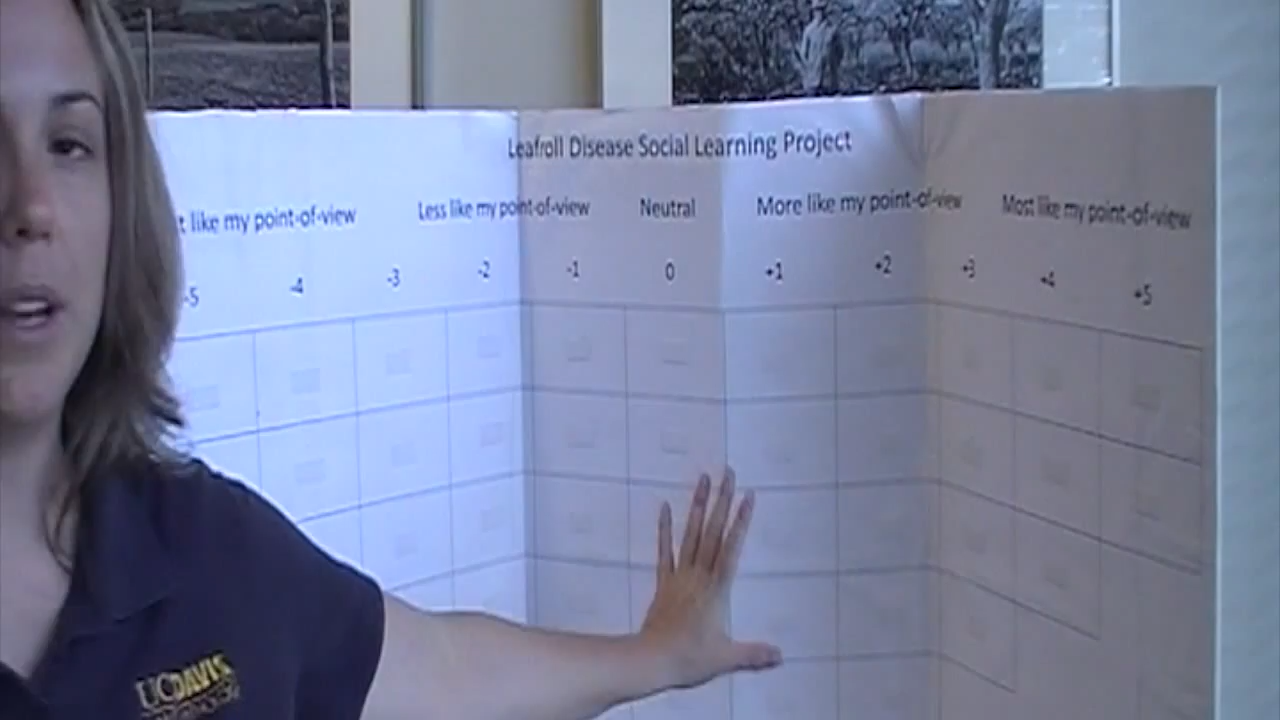 Leafroll Disease Social Learning Project
like my point-of-view Less like my point-of-view Neutral More like my point-of-view Most like my point-of-view
-5 -4 -3 -2 -1 0 +1 +2 +3 +4 +5
UCDAVIS